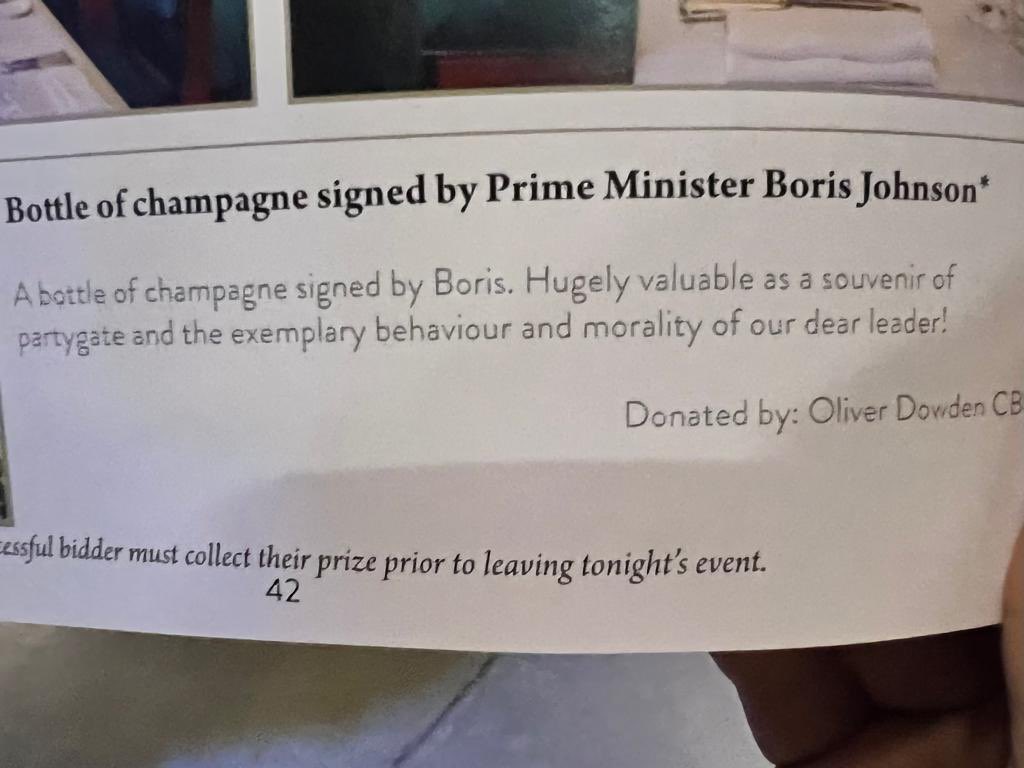 Bottle of champagne signed by Prime Minister Boris Johnson*
A bottle of champagne signed by Boris. Hugely valuable as a souvenir of
partygate and the exemplary behaviour and morality of our dear leader!
Donated by: Oliver Dowden CB
essful bidder must collect their prize prior to leaving tonight's event.
42